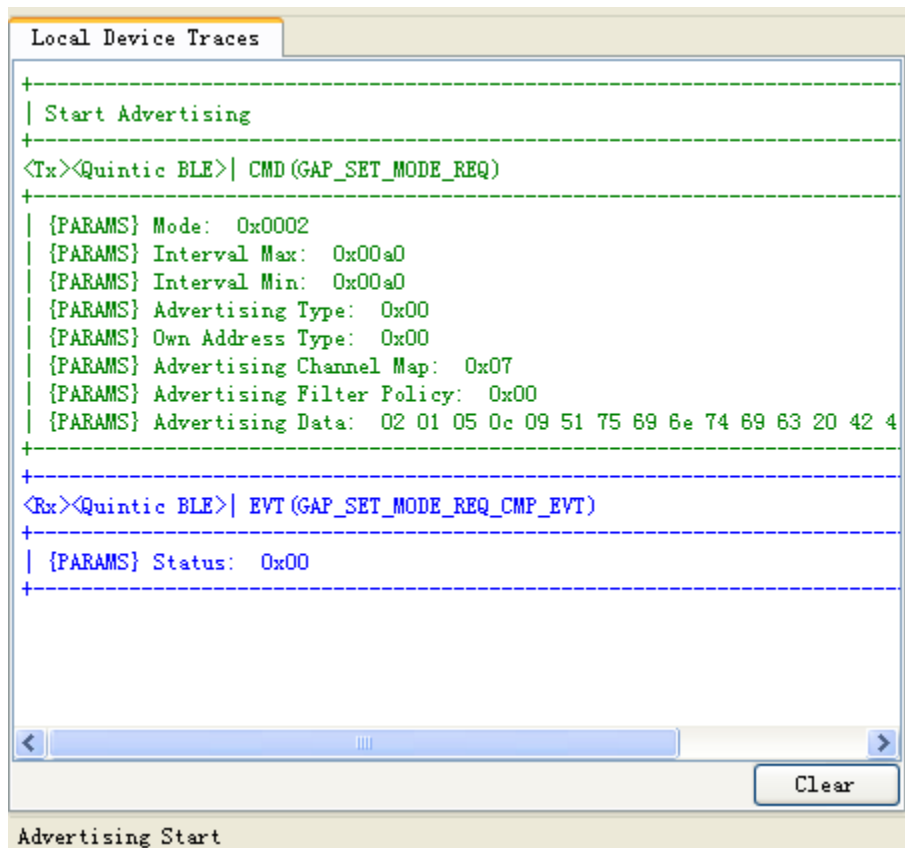 Local Device Traces
+--------------------------------------------------------------
| Start Advertising
+--------------------------------------------------------------
<Tx><Quintic BLE>| CMD(GAP_SET_MODE_REQ)
+--------------------------------------------------------------
| {PARAMS} Mode: 0x0002
| {PARAMS} Interval Max: 0x00a0
| {PARAMS} Interval Min: 0x00a0
| {PARAMS} Advertising Type: 0x00
| {PARAMS} Own Address Type: 0x00
| {PARAMS} Advertising Channel Map: 0x07
| {PARAMS} Advertising Filter Policy: 0x00
| {PARAMS} Advertising Data: 02 01 05 0c 09 51 75 69 6e 74 69 63 20 42 4
+--------------------------------------------------------------
+--------------------------------------------------------------
<Rx><Quintic BLE>| EVT(GAP_SET_MODE_REQ_CMP_EVT)
+--------------------------------------------------------------
| {PARAMS} Status: 0x00
+--------------------------------------------------------------
Clear
Advertising Start